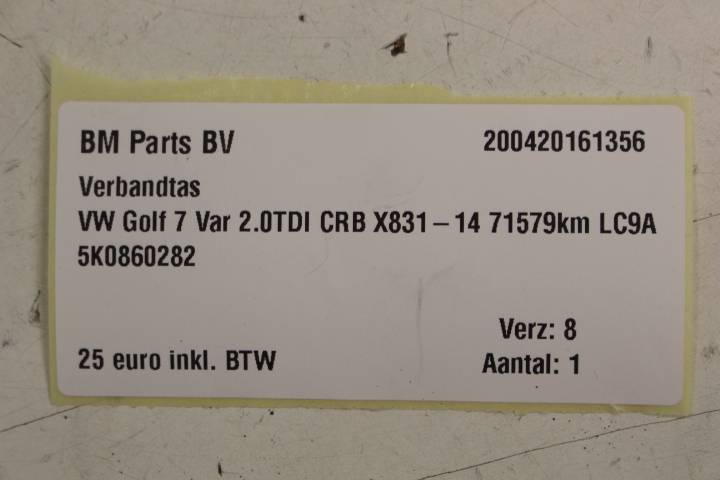 BM Parts BV 200420161356
Verbandtas
VW Golf 7 Var 2.0TDI CRB X831 – 14 71579km LC9A
5K0860282
Verz: 8
25 euro inkl. BTW Aantal: 1